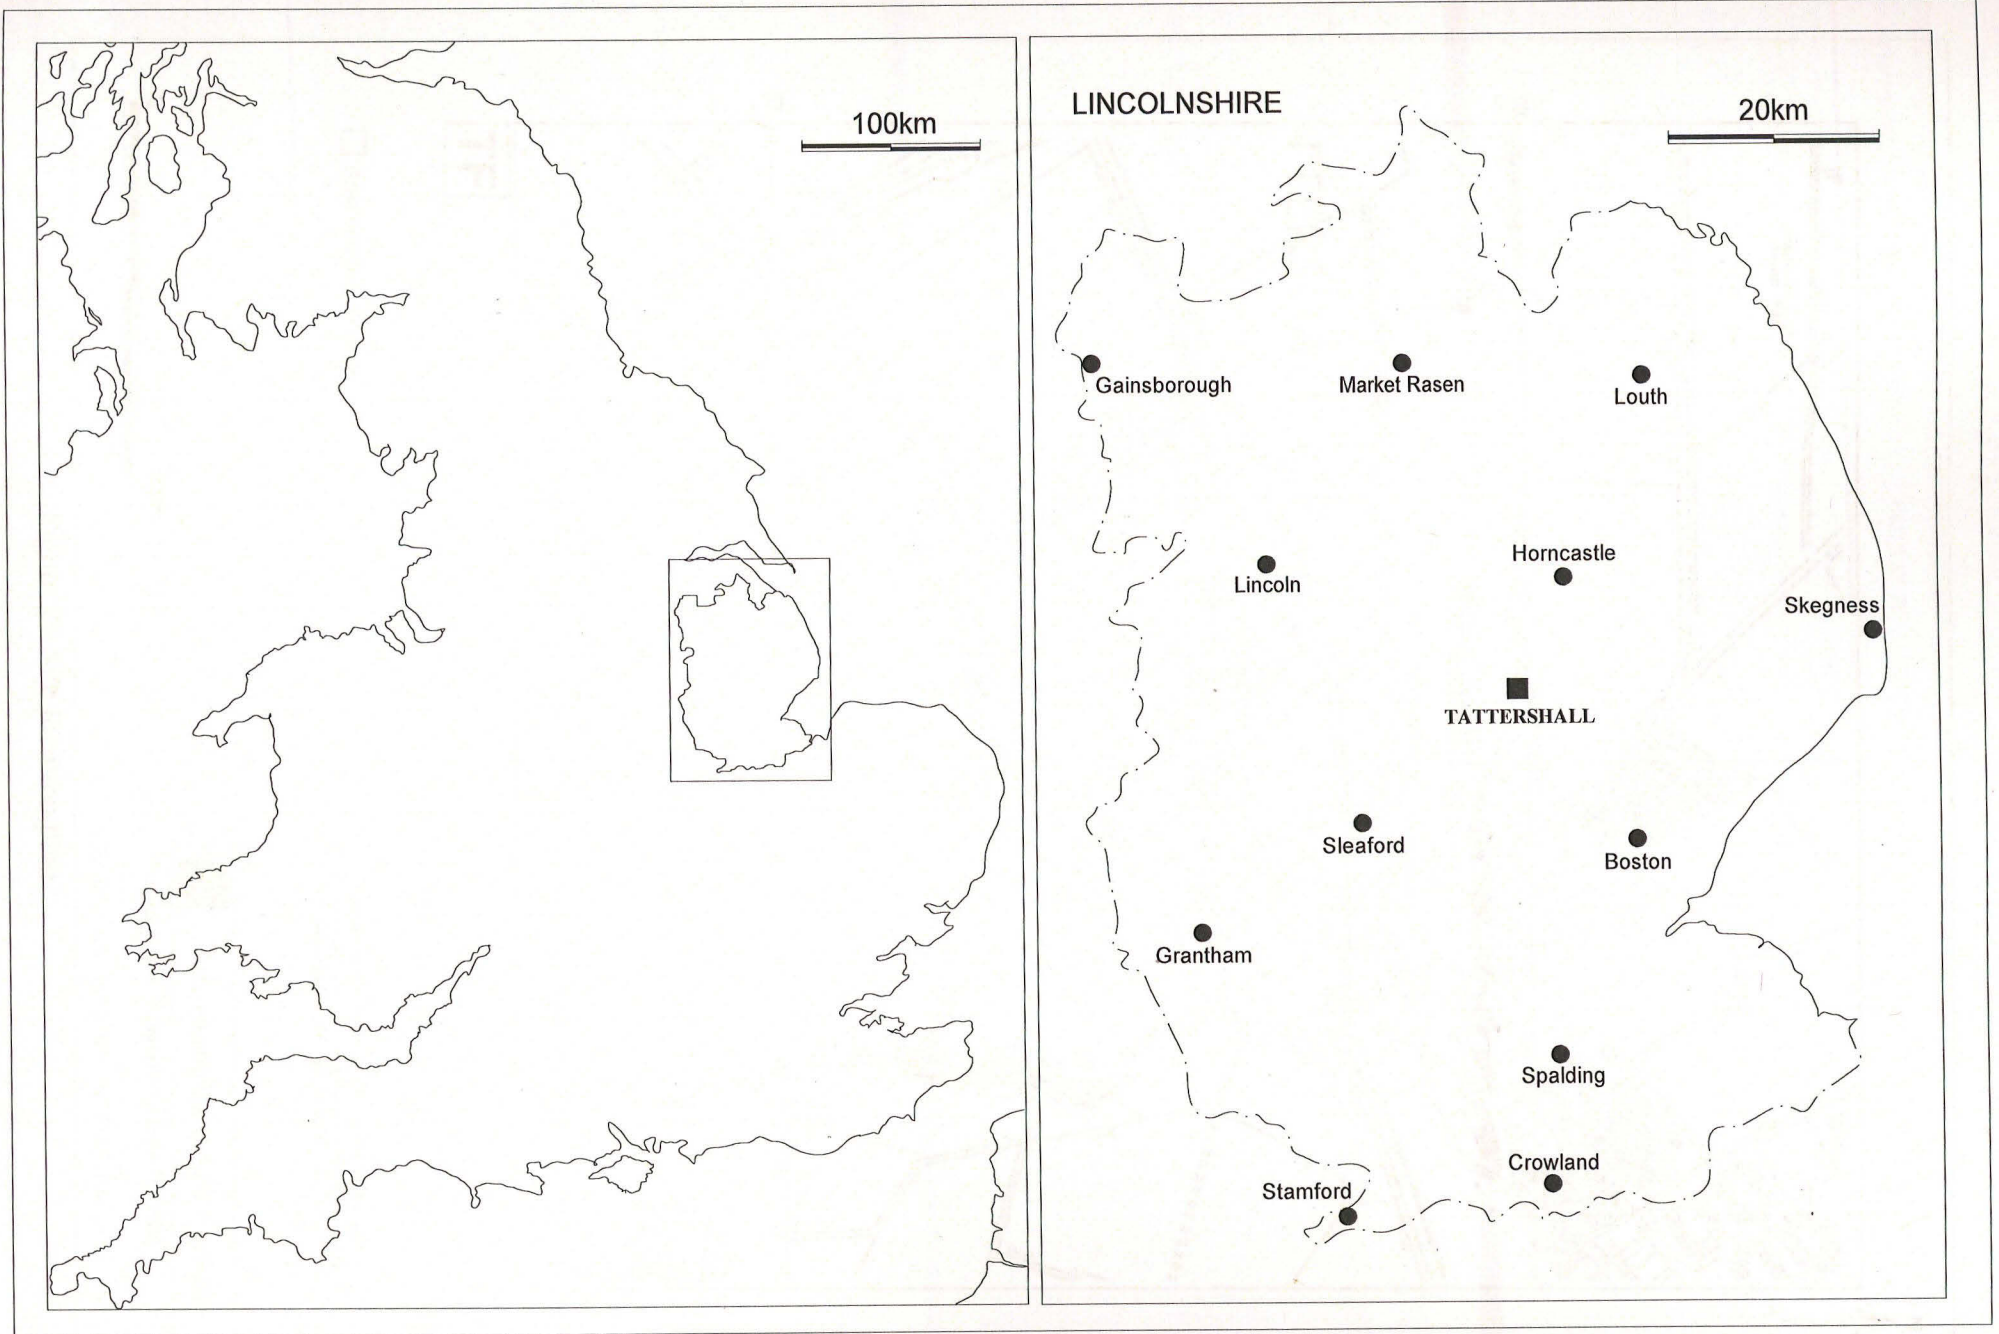 100km
LINCOLNSHIRE
20km
Gainsborough
Market Rasen
Louth
Lincoln
Horncastle
Skegness
TATTERSHALL
Sleaford
Boston
Grantham
Spalding
Crowland
Stamford